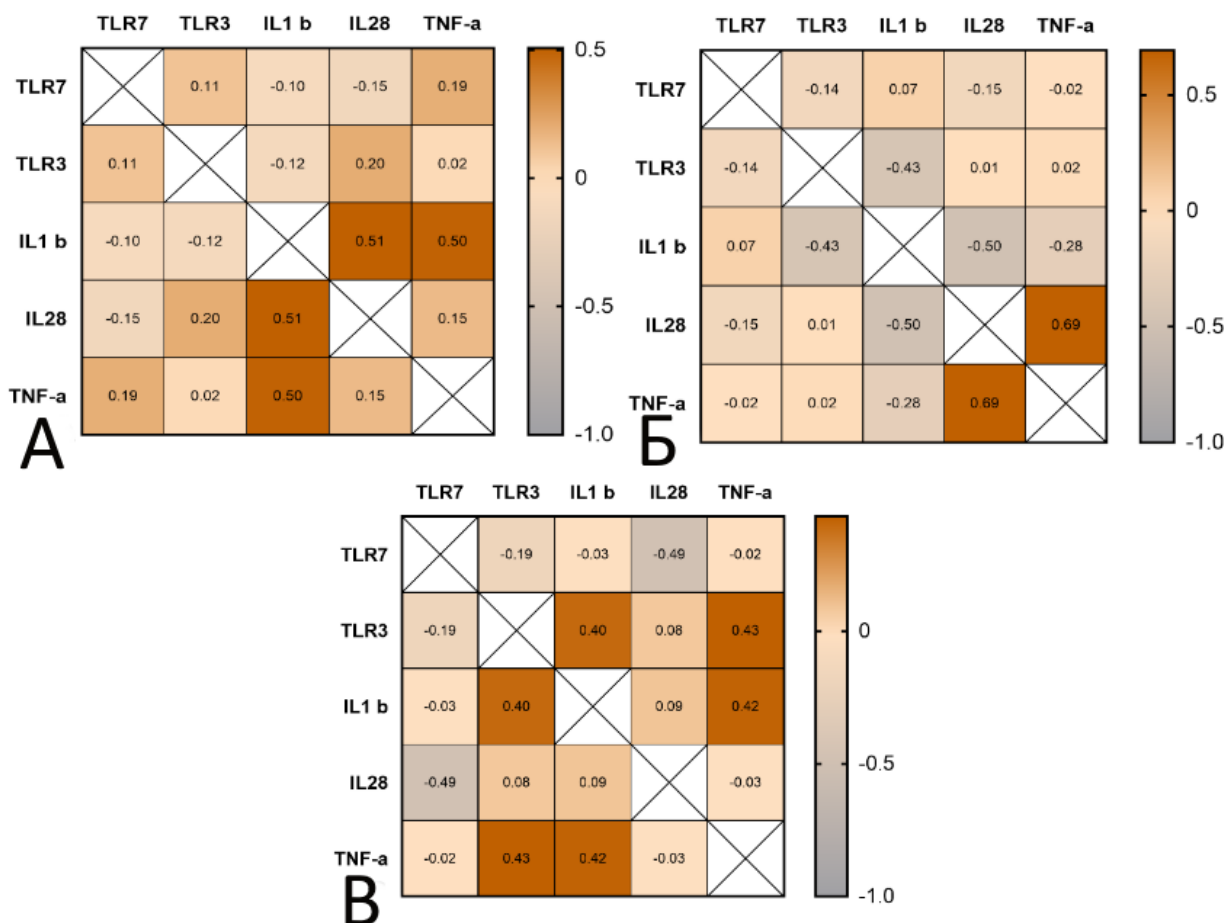 TLR7 TLR3 IL1 b IL28 TNF-a
TLR7 0.11 -0.10 -0.15 0.19
TLR3 0.11 -0.12 0.20 0.02
IL1 b -0.10 -0.12 0.51 0.50
IL28 -0.15 0.20 0.51 0.15
TNF-a 0.19 0.02 0.50 0.15
0.5
0
-0.5
-1.0
А
TLR7 TLR3 IL1 b IL28 TNF-a
TLR7 -0.14 0.07 -0.15 -0.02
TLR3 -0.14 -0.43 0.01 0.02
IL1 b 0.07 -0.43 -0.50 -0.28
IL28 -0.15 0.01 -0.50 0.69
TNF-a -0.02 0.02 -0.28 0.69
0.5
0
-0.5
-1.0
Б
TLR7 TLR3 IL1 b IL28 TNF-a
TLR7 -0.19 -0.03 -0.49 -0.02
TLR3 -0.19 0.40 0.08 0.43
IL1 b -0.03 0.40 0.09 0.42
IL28 -0.49 0.08 0.09 -0.03
TNF-a -0.02 0.43 0.42 -0.03
0
-0.5
-1.0
В